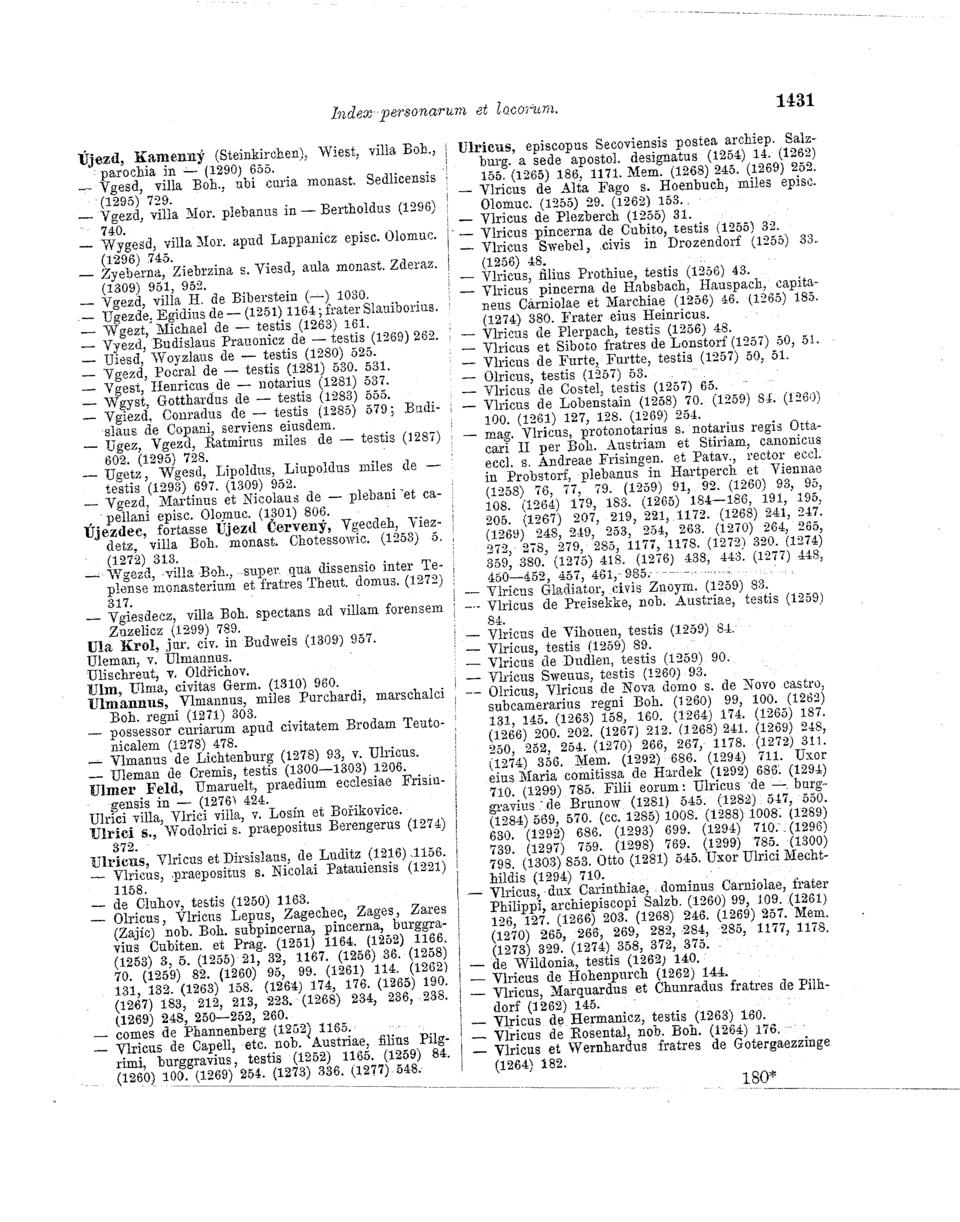 Index personarum et locorum.
1431
Újezd, Kamenný (Steinkirchen), Wiest, villa Boh.,
parochia in — (1290) 655.
— Vgesd, villa Boh., ubi curia monast. Sedlicensis
(1295) 729.
— Vgezd, villa Mor. plebanus in — Bertholdus (1296)
740.
— Wygesd, villa Mor. apud Lappanicz episc. Olomuc.
(1296) 745.
— Zyeberna, Ziebrzina s. Viesd, aula monast. Zderaz.
(1309) 951, 952.
— Vgezd, villa H. de Biberstein (—) 1030.
— Ugezde, Egidius de — (1251) 1164; frater Slauiborius.
— Wgezt, Michael de — testis (1263) 161.
— Vyezd, Budislaus Prauonicz de — testis (1269) 262.
— Uiesd, Woyzlaus de — testis (1280) 525.
— Vgezd, Pocral de — testis (1281) 530. 531.
— Vgest, Henricus de — notarius (1281) 537.
— Wgyst, Gotthardus de — testis (1283) 555.
— Vgiezd, Conradus de — testis (1285) 579; Budi-
slaus de Copani, serviens eiusdem.
— Ugez, Vgezd, Ratmirus miles de — testis (1287)
602. (1295) 728.
— Ugetz, Wgesd, Lipoldus, Liupoldus miles de —
testis (1293) 697. (1309) 952.
— Vgezd, Martinus et Nicolaus de — plebani et ca-
pellani episc. Olomuc. (1301) 806.
Újezdec, fortasse Újezd Červený, Vgecdeh, Viez-
detz, villa Boh. monast. Chotessowic. (1253) 5.
(1272) 313.
— Wgezd, villa Boh., super qua dissensio inter Te-
plense monasterium et fratres Theut. domus. (1272)
317.
— Vgiesdecz, villa Boh. spectans ad villam forensem
Zuzelicz (1299) 789.
Ula Krol, jur. civ. in Budweis (1309) 957.
Uleman, v. Ulmannus.
Ulischreut, v. Oldřichov.
Ulm, Ulma, civitas Germ. (1310) 960.
Ulmannus, Vlmannus, miles Purchardi, marschalci
Boh. regni (1271) 303.
— possessor curiarum apud civitatem Brodam Teuto-
nicalem (1278) 478.
— Vlmanus de Lichtenburg (1278) 93, v. Ulricus.
— Uleman de Cremis, testis (1300—1303) 1206.
Ulmer Feld, Umaruelt, praedium ecclesiae Frisin-
gensis in — (1276) 424.
Ulrici villa, Vlrici villa, v. Losín et Bořikovice.
Ulrici s., Wodolrici s. praepositus Berengerus (1274)
372.
Ulricus, Vlricus et Dirsislaus, de Luditz (1216) 1156.
— Vlricus, praepositus s. Nicolai Patauiensis (1221)
1158.
— de Cluhov, testis (1250) 1163.
— Olricus, Vlricus Lepus, Zagechec, Zages, Zares
(Zajíc) nob. Boh. subpincerna, pincerna, burggra-
vius Cubiten. et Prag. (1251) 1164. (1252) 1166.
(1253) 3, 5. (1255) 21, 32, 1167. (1256) 36. (1258)
70. (1259) 82. (1260) 95, 99. (1261) 114. (1262)
131, 132. (1263) 158. (1264) 174, 176. (1265) 190.
(1267) 183, 212, 213, 223. (1268) 234, 236, 238.
(1269) 248, 250—252, 260.
— comes de Phannenberg (1252) 1165.
— Vlricus de Capell, etc. nob. Austriae, filius Pilg-
rimi, burggravius, testis (1252) 1165. (1259) 84.
(1260) 100. (1269) 254. (1273) 336. (1277) 548.
Ulricus, episcopus Secoviensis postea archiep. Salz-
burg. a sede apostol. designatus (1254) 14. (1262)
155. (1265) 186, 1171. Mem. (1268) 245. (1269) 252.
— Vlricus de Alta Fago s. Hoenbuch, miles episc.
Olomuc. (1255) 29. (1262) 153.
— Vlricus de Plezberch (1255) 31.
— Vlricus pincerna de Cubito, testis (1255) 32.
— Vlricus Swebel, civis in Drozendorf (1255) 33.
(1256) 48.
— Vlricus, filius Prothiue, testis (1256) 43.
— Vlricus pincerna de Habsbach, Hauspach, capita-
neus Carniolae et Marchiae (1256) 46. (1265) 185.
(1274) 380. Frater eius Heinricus.
— Vlricus de Plerpach, testis (1256) 48.
— Vlricus et Siboto fratres de Lonstorf (1257) 50, 51.
— Vlricus de Furte, Furtte, testis (1257) 50, 51.
— Olricus, testis (1257) 53.
— Vlricus de Costel, testis (1257) 65.
— Vlricus de Lobenstain (1258) 70. (1259) 84. (1260)
100. (1261) 127, 128. (1269) 254.
— mag. Vlricus, protonotarius s. notarius regis Otta-
cari II per Boh. Austriam et Stiriam, canonicus
eccl. s. Andreae Frisingen. et Patav., rector eccl.
in Probstorf, plebanus in Hartperch et Viennae
(1258) 76, 77, 79. (1259) 91, 92. (1260) 93, 95,
108. (1264) 179, 183. (1265) 184—186, 191, 195,
205. (1267) 207, 219, 221, 1172. (1268) 241, 247.
(1269) 248, 249, 253, 254, 263. (1270) 264, 265,
272, 278, 279, 285, 1177, 1178. (1272) 320. (1274)
359, 380. (1275) 418. (1276) 438, 443. (1277) 448,
450—452, 457, 461, 985.
— Vlricus Gladiator, civis Znoym. (1259) 83.
— Vlricus de Preisekke, nob. Austriae, testis (1259)
84.
— Vlricus de Vihouen, testis (1259) 84.
— Vlricus, testis (1259) 89.
— Vlricus de Dudlen, testis (1259) 90.
— Vlricus Sweuus, testis (1260) 93.
— Olricus, Vlricus de Nova domo s. de Novo castro,
subcamerarius regni Boh. (1260) 99, 100. (1262)
131, 145. (1263) 158, 160. (1264) 174. (1265) 187.
(1266) 200. 202. (1267) 212. (1268) 241. (1269) 248,
250, 252, 254. (1270) 266, 267, 1178. (1272) 311.
(1274) 356. Mem. (1292) 686. (1294) 711. Uxor
eius Maria comitissa de Hardek (1292) 686. (1294)
710. (1299) 785. Filii eorum: Ulricus de — burg-
gravius de Brunow (1281) 545. (1282) 547, 550.
(1284) 569, 570. (cc. 1285) 1008. (1288) 1008. (1289)
630. (1292) 686. (1293) 699. (1294) 710. (1296)
739. (1297) 759. (1298) 769. (1299) 785. (1300)
798. (1303) 853. Otto (1281) 545. Uxor Ulrici Mecht-
hildis (1294) 710.
— Vlricus, dux Carinthiae, dominus Carniolae, frater
Philippi, archiepiscopi Salzb. (1260) 99, 109. (1261)
126, 127. (1266) 203. (1268) 246. (1269) 257. Mem.
(1270) 265, 266, 269, 282, 284, 285, 1177, 1178.
(1273) 329. (1274) 358, 372, 375.
— de Wildonia, testis (1262) 140.
— Vlricus de Hohenpurch (1262) 144.
— Vlricus, Marquardus et Chunradus fratres de Pilh-
dorf (1262) 145.
— Vlricus de Hermanicz, testis (1263) 160.
— Vlricus de Rosental, nob. Boh. (1264) 176.
— Vlricus et Wernhardus fratres de Gotergaezzinge
(1264) 182.
180*